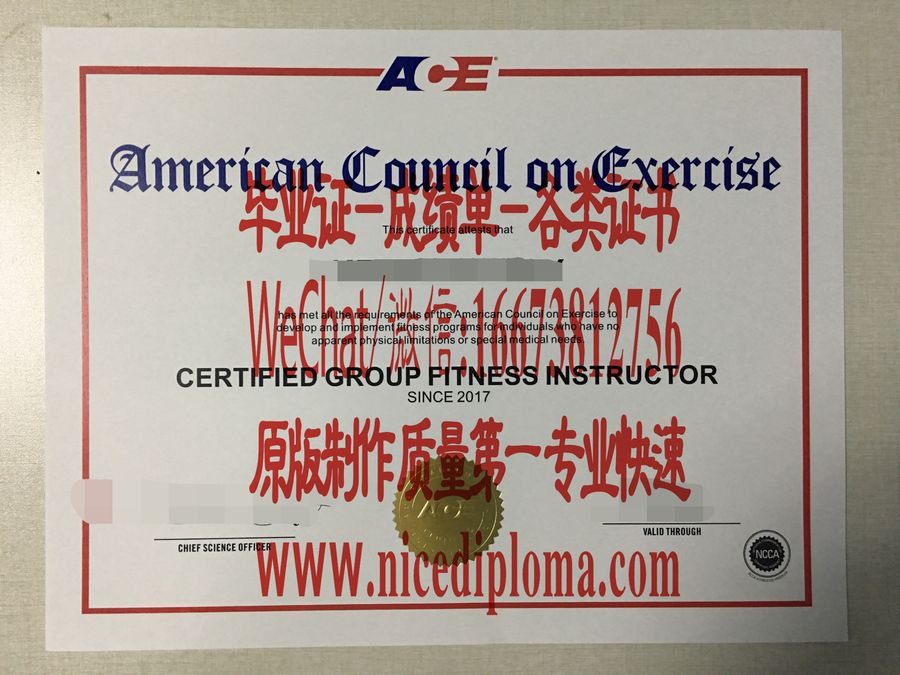 ACE
American Council on Exercise
毕业证－成绩单－各类证书
This certificate attests that
WeChat/微信:16673812756
has met all the requirements of the American Council on Exercise to
develop and implement fitness programs for individuals who have no
apparent physical limitations or special medical needs.
CERTIFIED GROUP FITNESS INSTRUCTOR
SINCE 2017
原版制作质量第一专业快速
ACE
VALID THROUGH
CHIEF SCIENCE OFFICER
NCCA
www.nicediploma.com